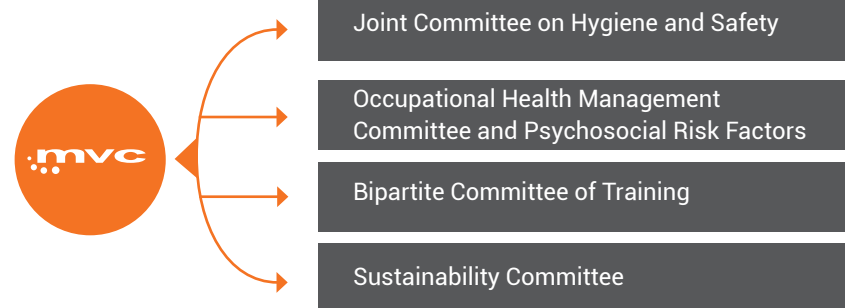 Joint Committee on Hygiene and Safety
Occupational Health Management
Committee and Psychosocial Risk Factors
mvc
Bipartite Committee of Training
Sustainability Committee